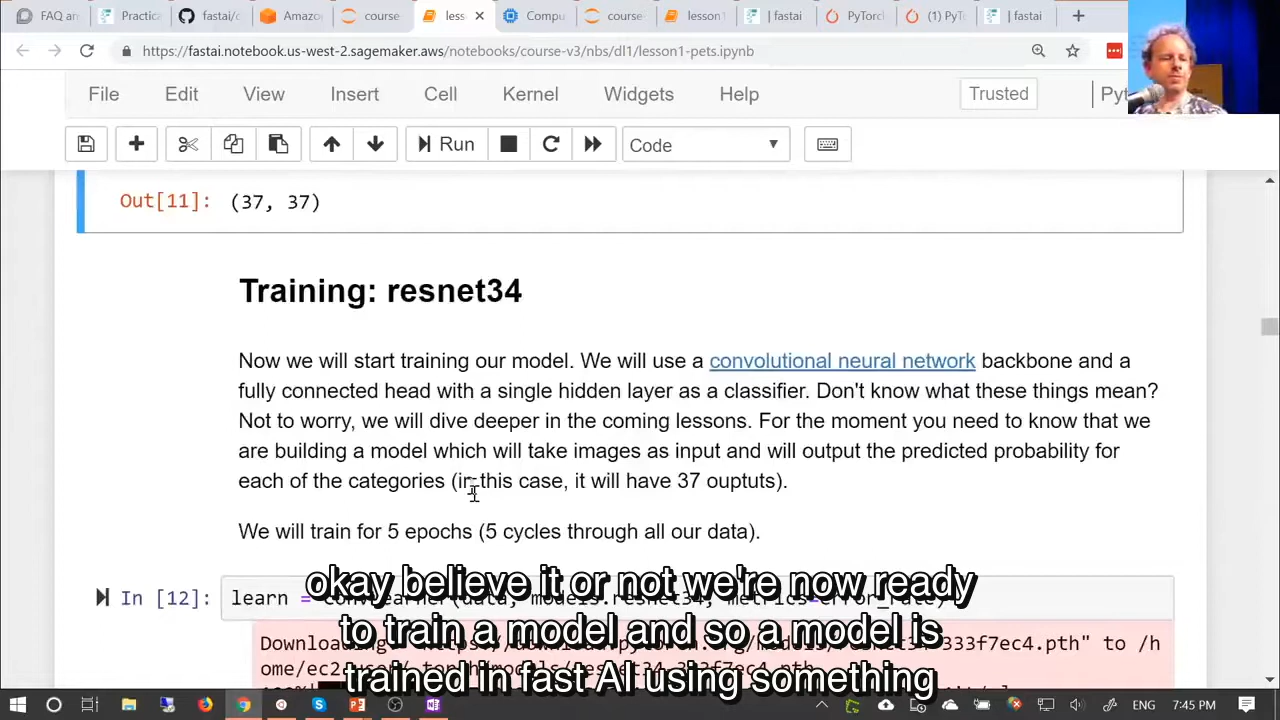 FAQ an
Practica
fastai/c
Amazo
course
less
Compu
course
lesson1
| fastai
PyTorc
(1) PyT
| fastai
https://fastai.notebook.us-west-2.sagemaker.aws/notebooks/course-v3/nbs/dl1/lesson1-pets.ipynb
File Edit View Insert Cell Kernel Widgets Help Trusted Pyt
Run Code
Out[11]: (37, 37)
Training: resnet34
Now we will start training our model. We will use a convolutional neural network backbone and a
fully connected head with a single hidden layer as a classifier. Don't know what these things mean?
Not to worry, we will dive deeper in the coming lessons. For the moment you need to know that we
are building a model which will take images as input and will output the predicted probability for
each of the categories (in this case, it will have 37 ouptuts).
We will train for 5 epochs (5 cycles through all our data).
In [12]: learn =
okay believe it or not we're now ready
to train a model and so a model is
trained in fast AI using something
ENG 7:45 PM